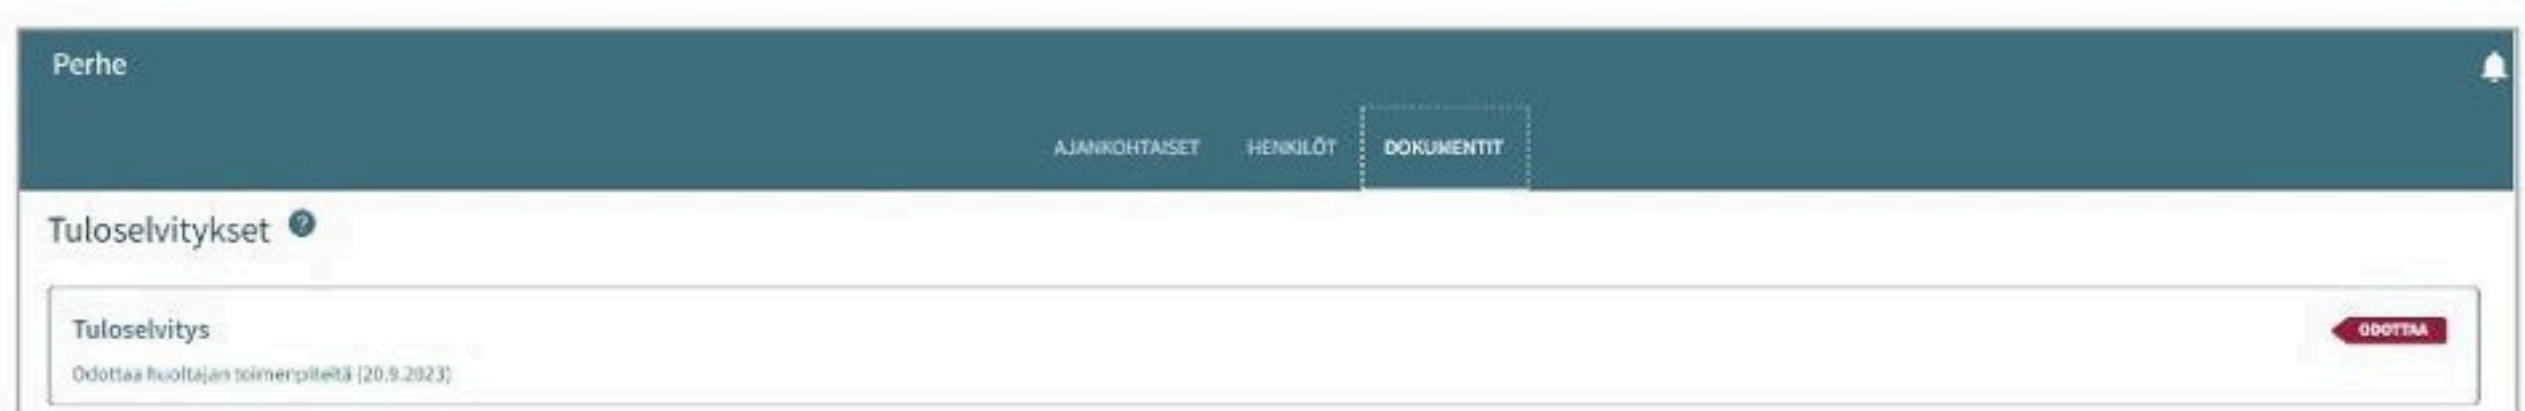 Perhe
AJANKOHTAISET HENKILÖT DOKUMENTIT
Tuloselvitykset ?
Tuloselvitys
ODOTTAA
Odottaa huoltajan toimenpiteitä (20.9.2023)